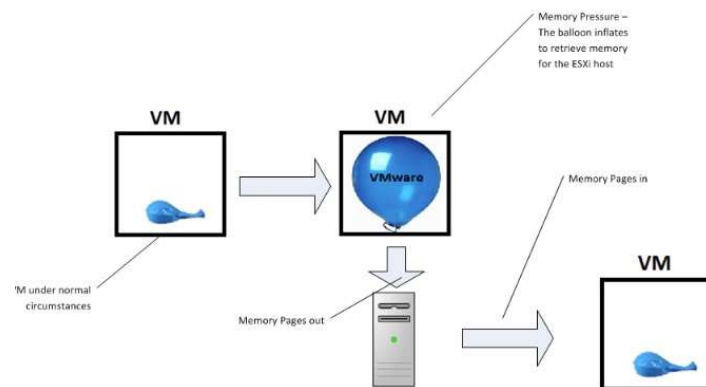 Memory Pressure –
The balloon inflates
to retrieve memory
for the ESXi host
VM
VM
VMware
Memory Pages in
VM
'M under normal
circumstances
Memory Pages out